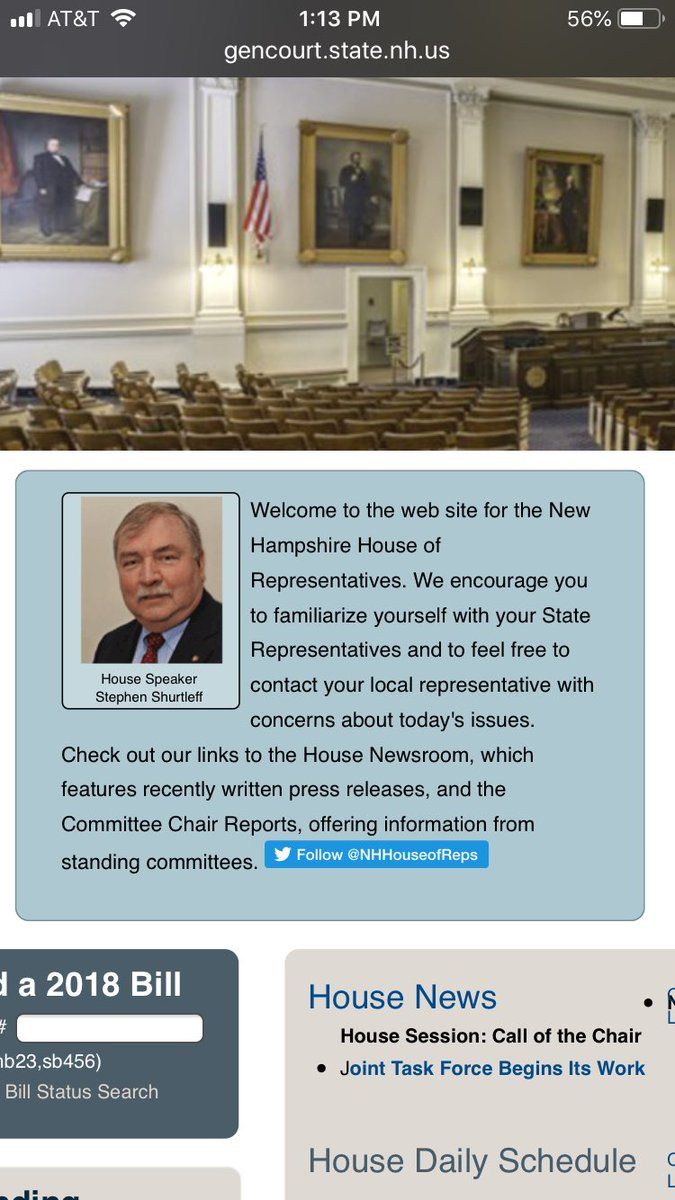 AT&T 1:13 PM 56%
gencourt.state.nh.us
House Speaker
Stephen Shurtleff
Welcome to the web site for the New
Hampshire House of
Representatives. We encourage you
to familiarize yourself with your State
Representatives and to feel free to
contact your local representative with
concerns about today's issues.
Check out our links to the House Newsroom, which
features recently written press releases, and the
Committee Chair Reports, offering information from
standing committees. Follow @NHHouseofReps
a 2018 Bill
#
b23,sb456)
Bill Status Search
House News
House Session: Call of the Chair
• Joint Task Force Begins Its Work
House Daily Schedule